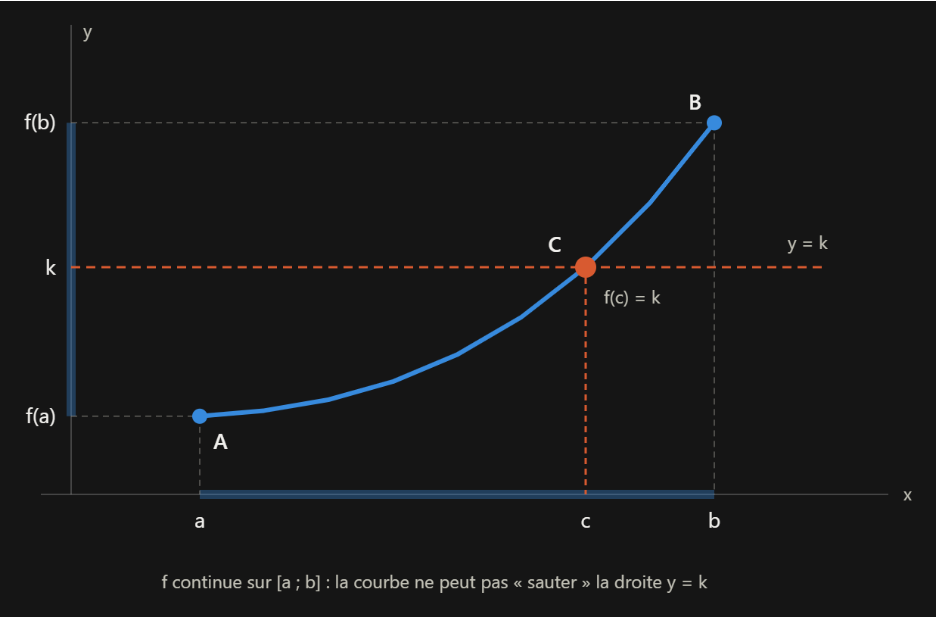 y
B
f(b)
C
y = k
k
f(c) = k
f(a)
A
x
a
c
b
f continue sur [a ; b] : la courbe ne peut pas « sauter » la droite y = k